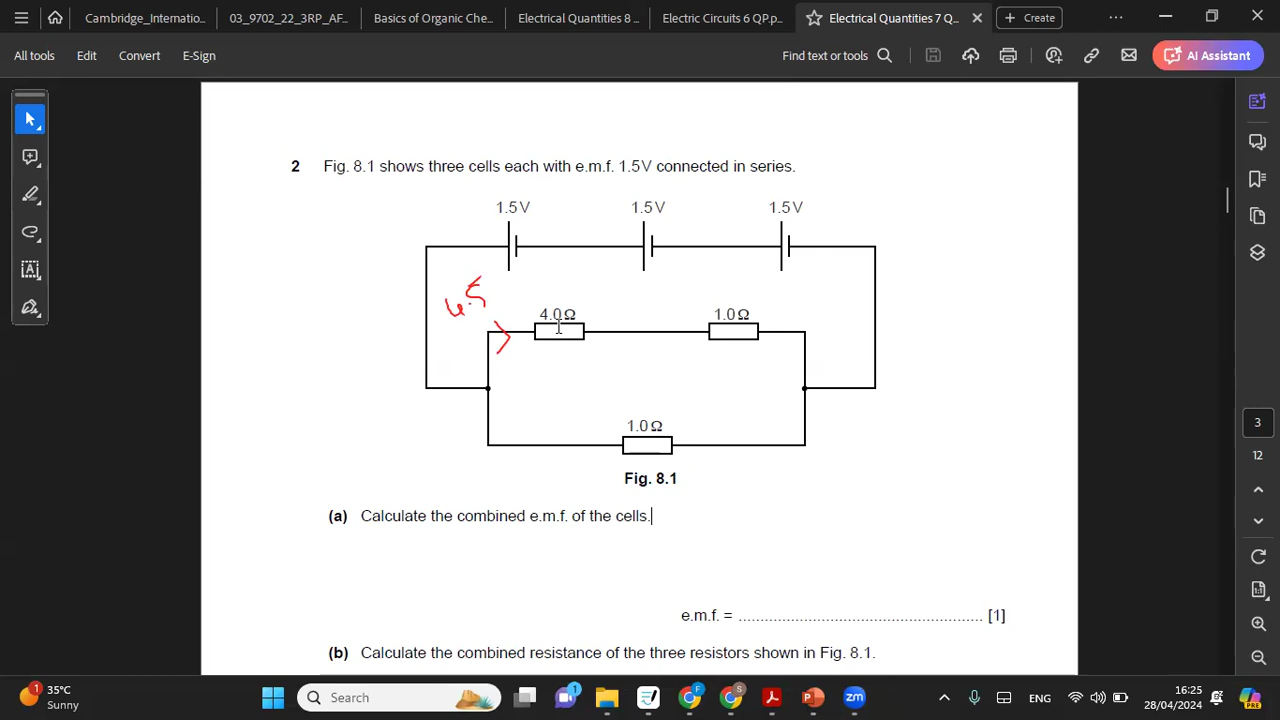 Cambridge_Internatio...
03_9702_22_3RP_AF...
Basics of Organic Che...
Electrical Quantities 8 ...
Electric Circuits 6 QP.p...
Electrical Quantities 7 Q...
+ Create
All tools
Edit
Convert
E-Sign
Find text or tools
AI Assistant
2 Fig. 8.1 shows three cells each with e.m.f. 1.5V connected in series.
1.5V 1.5V 1.5V
4.5
4.0Ω 1.0Ω
1.0Ω
Fig. 8.1
(a) Calculate the combined e.m.f. of the cells.
e.m.f. = ...................................................... [1]
(b) Calculate the combined resistance of the three resistors shown in Fig. 8.1.
3
12
1
35°C
Sunny
Search
1
F
S
ENG
16:25
28/04/2024
PRE